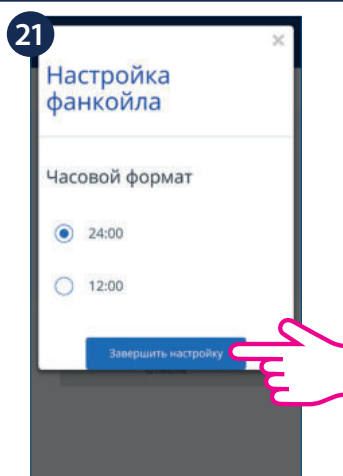 21
×
Настройка
фанкойла
Часовой формат
24:00
12:00
Завершить настройку